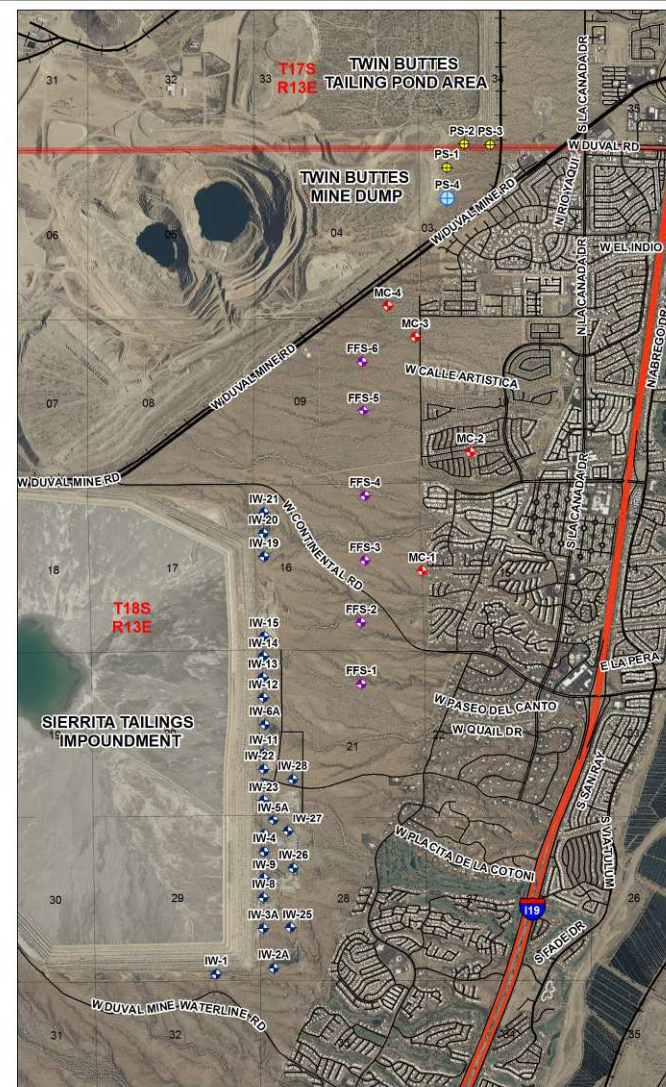 31
32
33
T17S
R13E
TWIN BUTTES
TAILING POND AREA
34
S LA CANADA DR
35
PS-2
PS-3
W DUVAL RD
PS-1
TWIN BUTTES
MINE DUMP
PS-4
N RIO YAQUI
W DUVAL MINE RD
06
05
04
03
W EL INDIO
N LA CANADA DR
N ABREGO DR
MC-4
MC-3
FFS-6
W CALLE ARTISTICA
W DUVAL MINE RD
07
08
09
FFS-5
MC-2
S LA CANADA DR
W DUVAL MINE RD
FFS-4
IW-21
IW-20
IW-19
W CONTINENTAL RD
18
17
16
FFS-3
MC-1
15
14
T18S
R13E
FFS-2
IW-15
IW-14
IW-13
IW-12
FFS-1
E LA PERA
W PASEO DEL CANTO
SIERRITA TAILINGS
IMPOUNDMENT
19
20
IW-6A
IW-11
21
22
W QUAIL DR
23
IW-22
IW-28
IW-23
S SAN RAY
IW-5A
IW-27
IW-4
W PLACITA DE LA COTONI
S VIA TULUM
IW-9
IW-26
IW-8
30
29
28
26
I19
IW-3A
IW-25
S FADE DR
IW-1
IW-2A
W DUVAL MINE WATERLINE RD
31
32
33
34
35